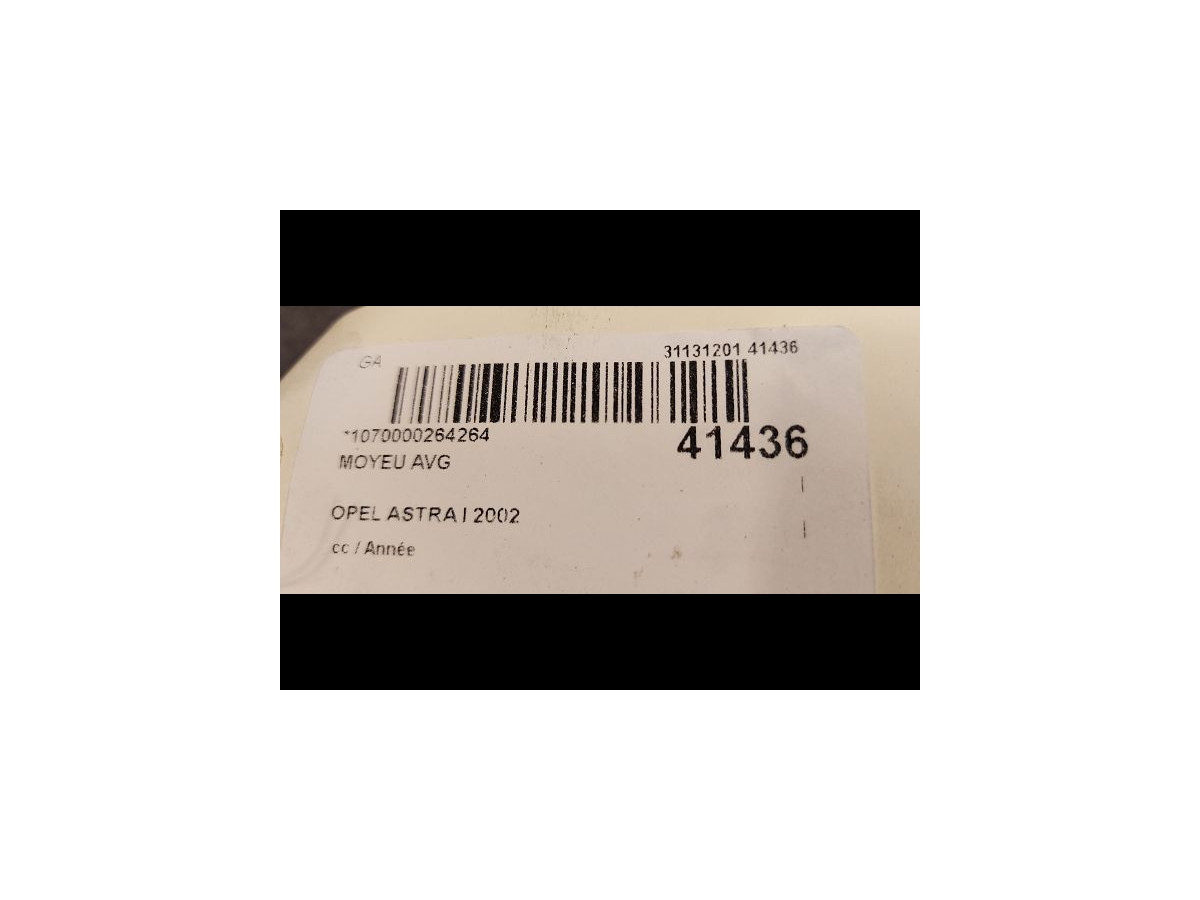 GA
31131201 41436
*1070000264264
41436
MOYEU AVG
OPEL ASTRA I 2002
cc / Année